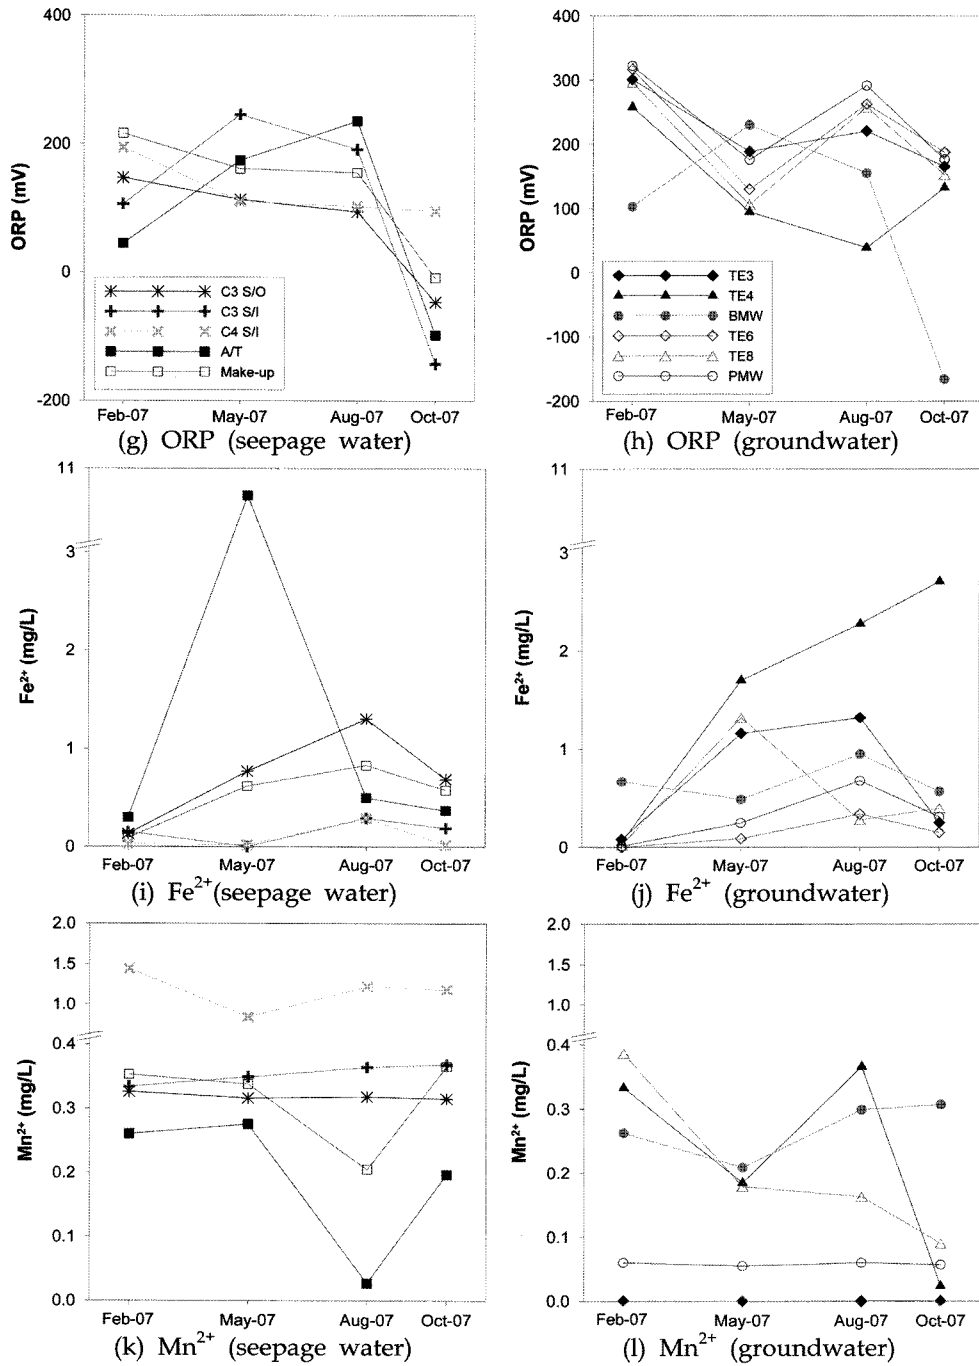 400
300
200
100
0
-100
-200
ORP (mV)
C3 S/O
C3 S/I
C4 S/I
A/T
Make-up
Feb-07 May-07 Aug-07 Oct-07
(g) ORP (seepage water)
400
300
200
100
0
-100
-200
ORP (mV)
TE3
TE4
BMW
TE6
TE8
PMW
Feb-07 May-07 Aug-07 Oct-07
(h) ORP (groundwater)
11
3
2
1
0
Fe²⁺ (mg/L)
Feb-07 May-07 Aug-07 Oct-07
(i) Fe²⁺(seepage water)
11
3
2
1
0
Fe²⁺ (mg/L)
Feb-07 May-07 Aug-07 Oct-07
(j) Fe²⁺ (groundwater)
2.0
1.5
1.0
0.4
0.3
0.2
0.1
0.0
Mn²⁺ (mg/L)
Feb-07 May-07 Aug-07 Oct-07
(k) Mn²⁺ (seepage water)
2.0
1.5
1.0
0.4
0.3
0.2
0.1
0.0
Mn²⁺ (mg/L)
Feb-07 May-07 Aug-07 Oct-07
(l) Mn²⁺ (groundwater)